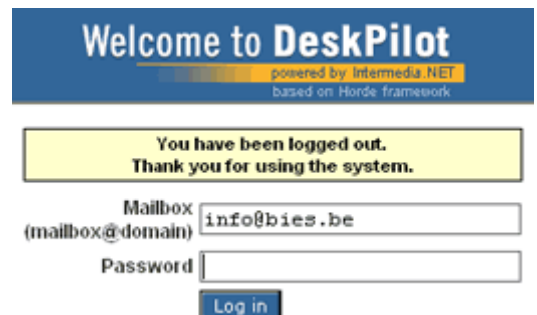 Welcome to DeskPilot
powered by Intermedia.NET
based on Horde framework
You have been logged out.
Thank you for using the system.
Mailbox
(mailbox@domain)
info@bies.be
Password
Log in